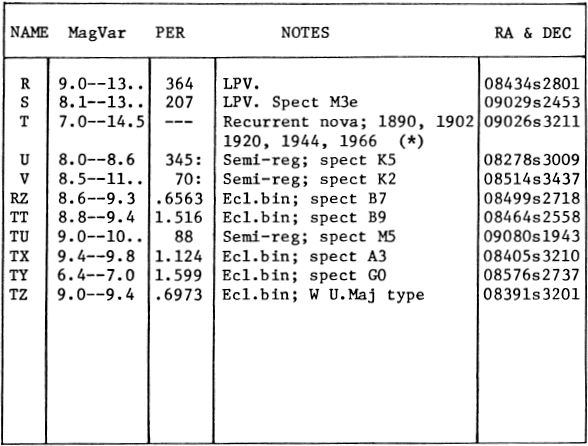 NAME MagVar PER NOTES RA & DEC
R 9.0--13.. 364 LPV. 08434s2801
S 8.1--13.. 207 LPV. Spect M3e 09029s2453
T 7.0--14.5 --- Recurrent nova; 1890, 1902 09026s3211
1920, 1944, 1966 (*)
U 8.0--8.6 345: Semi-reg; spect K5 08278s3009
V 8.5--11.. 70: Semi-reg; spect K2 08514s3437
RZ 8.6--9.3 .6563 Ecl.bin; spect B7 08499s2718
TT 8.8--9.4 1.516 Ecl.bin; spect B9 08464s2558
TU 9.0--10.. 88 Semi-reg; spect M5 09080s1943
TX 9.4--9.8 1.124 Ecl.bin; spect A3 08405s3210
TY 6.4--7.0 1.599 Ecl.bin; spect G0 08576s2737
TZ 9.0--9.4 .6973 Ecl.bin; W U.Maj type 08391s3201